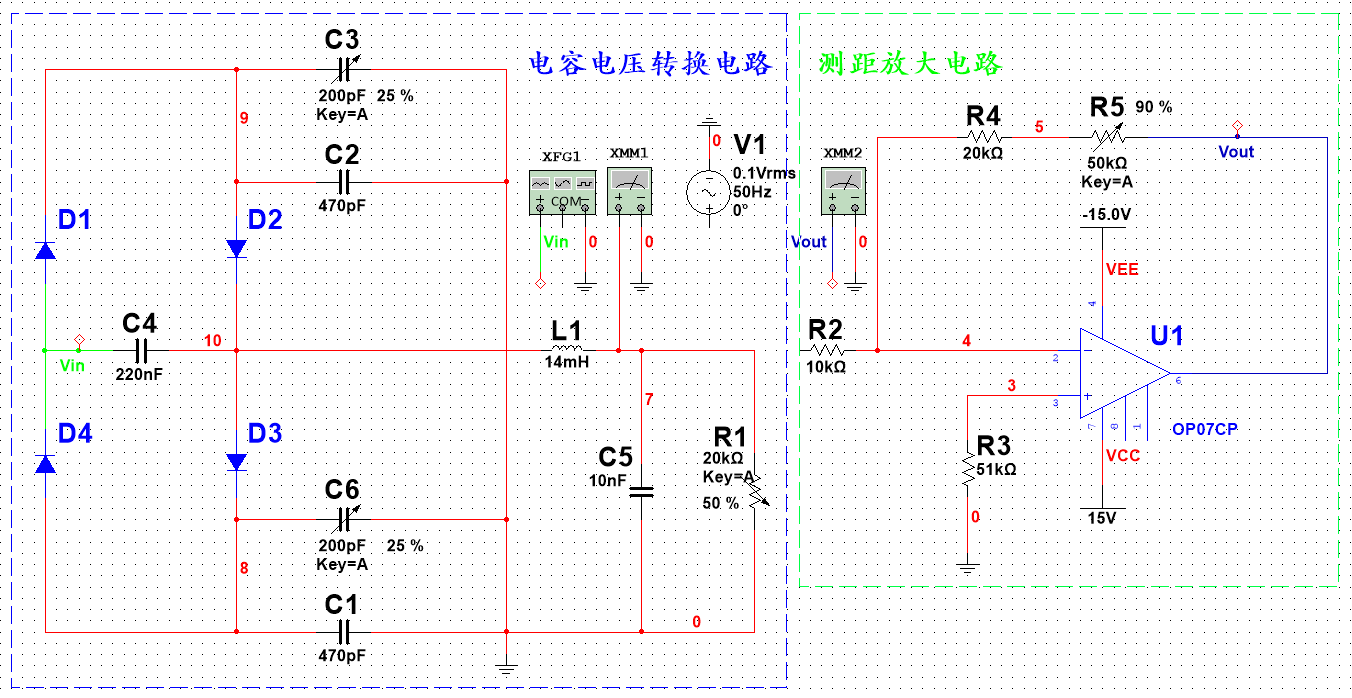 C3
200pF 25 %
Key=A
9
C2
470pF
D1
D2
电容电压转换电路
XFG1
COM
Vin
0
XMM1
0
0
V1
0.1Vrms
50Hz
0°
C4
220nF
Vin
10
L1
14mH
7
D4
D3
C6
200pF 25 %
Key=A
8
C1
470pF
C5
10nF
R1
20kΩ
Key=A
50 %
0
测距放大电路
R4
20kΩ
5
R5 90 %
50kΩ
Key=A
Vout
XMM2
Vout
0
-15.0V
VEE
4
R2
10kΩ
4
2
U1
6
3
3
OP07CP
7
8
1
R3
51kΩ
VCC
15V
0